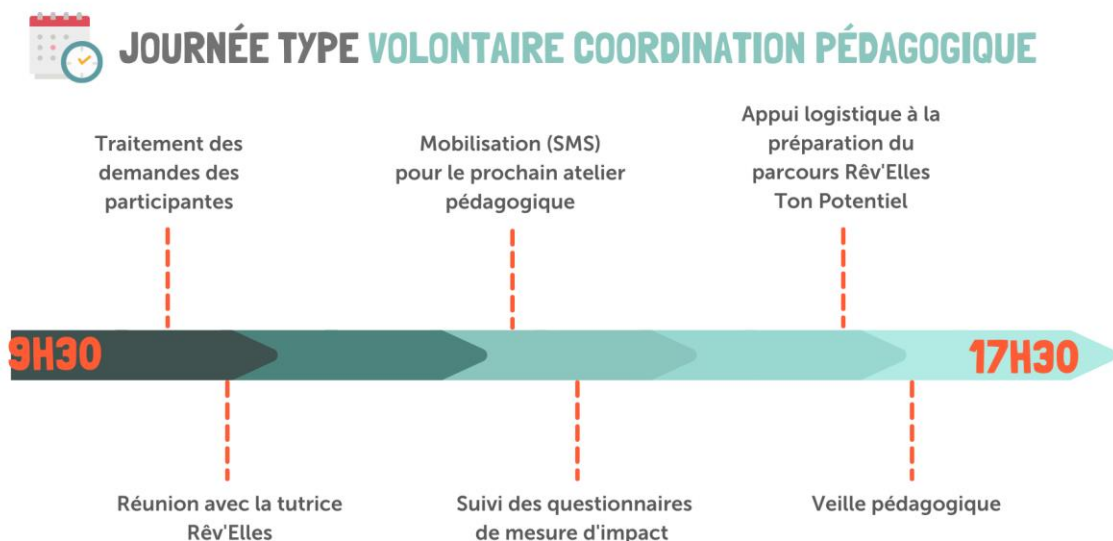 JOURNÉE TYPE VOLONTAIRE COORDINATION PÉDAGOGIQUE
Traitement des
demandes des
participantes
Mobilisation (SMS)
pour le prochain atelier
pédagogique
Appui logistique à la
préparation du
parcours Rêv'Elles
Ton Potentiel
9H30
17H30
Réunion avec la tutrice
Rêv'Elles
Suivi des questionnaires
de mesure d'impact
Veille pédagogique